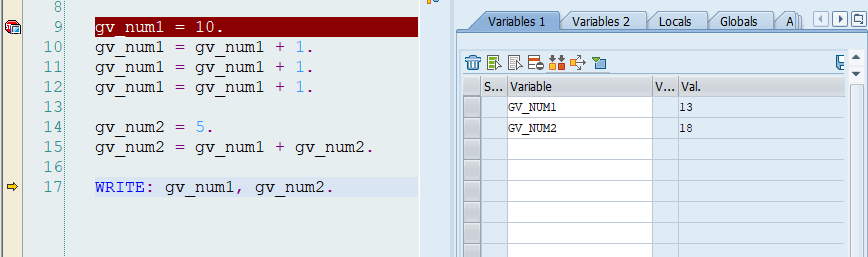 8
9 gv_num1 = 10.
10 gv_num1 = gv_num1 + 1.
11 gv_num1 = gv_num1 + 1.
12 gv_num1 = gv_num1 + 1.
13
14 gv_num2 = 5.
15 gv_num2 = gv_num1 + gv_num2.
16
17 WRITE: gv_num1, gv_num2.
Variables 1 Variables 2 Locals Globals A
S... Variable V... Val.
GV_NUM1 13
GV_NUM2 18